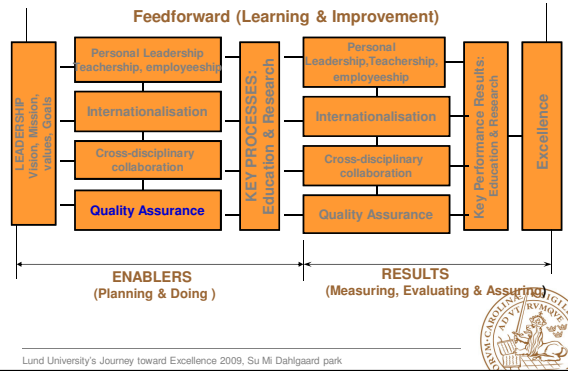 Feedforward (Learning & Improvement)
LEADERSHIP
Vision, Mission,
values, Goals
Personal Leadership
Teachership, employeeship
Internationalisation
Cross-disciplinary
collaboration
Quality Assurance
KEY PROCESSES:
Education & Research
Personal
Leadership,Teachership,
employeeship
Internationalisation
Cross-disciplinary
collaboration
Quality Assurance
Key Performance Results:
Education & Research
Excellence
ENABLERS
(Planning & Doing )
RESULTS
(Measuring, Evaluating & Assuring)
Lund University's Journey toward Excellence 2009, Su Mi Dahlgaard park